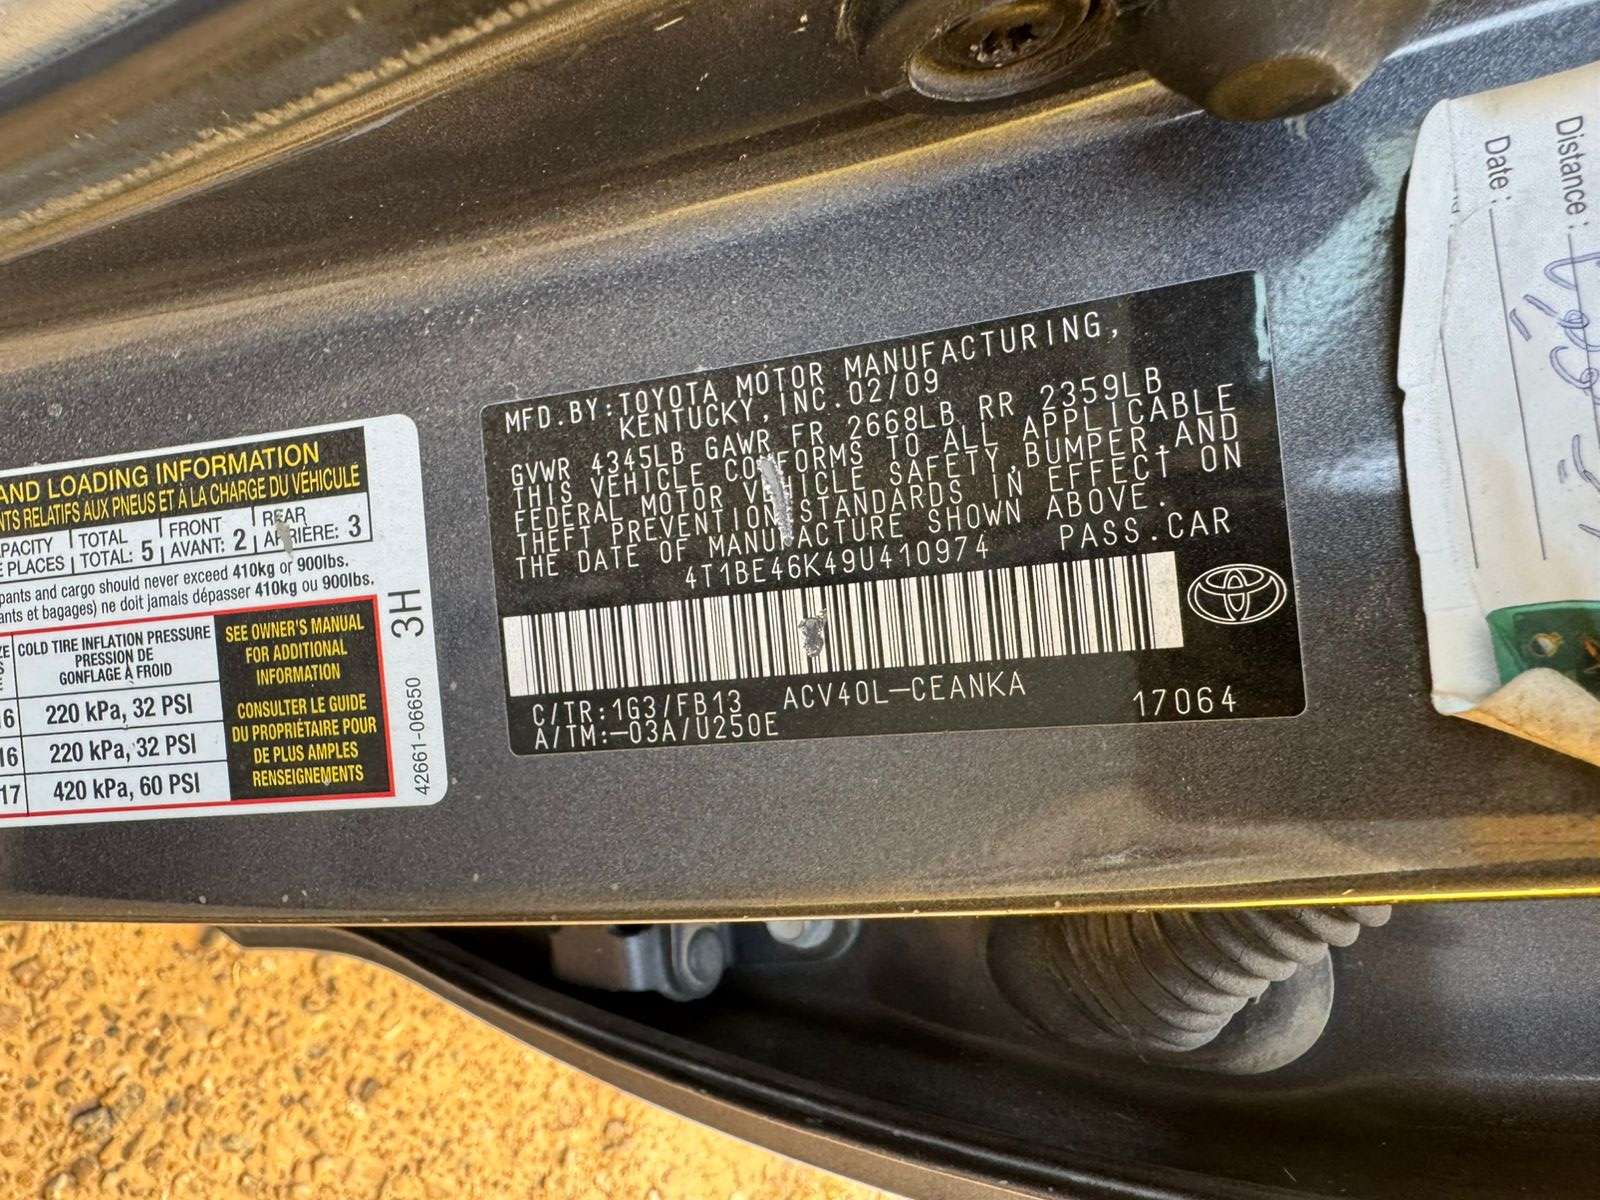 AND LOADING INFORMATION
RELATIFS AUX PNEUS ET À LA CHARGE DU VÉHICULE
TOTAL FRONT REAR
TOTAL: 5 AVANT: 2 ARRIÈRE: 3
PLACES
and cargo should never exceed 410kg or 900lbs.
et bagages) ne doit jamais dépasser 410kg ou 900lbs.
COLD TIRE INFLATION PRESSURE
PRESSION DE
GONFLAGE À FROID
220 kPa, 32 PSI
220 kPa, 32 PSI
17 420 kPa, 60 PSI
SEE OWNER'S MANUAL
FOR ADDITIONAL
INFORMATION
CONSULTER LE GUIDE
DU PROPRIÉTAIRE POUR
DE PLUS AMPLES
RENSEIGNEMENTS
42661-06650 3H
MFD.BY:TOYOTA MOTOR MANUFACTURING,
KENTUCKY,INC.02/09
GVWR 4345LB GAWR FR 2668LB RR 2359LB
THIS VEHICLE CONFORMS TO ALL APPLICABLE
FEDERAL MOTOR VEHICLE SAFETY,BUMPER,AND
THEFT PREVENTION STANDARDS IN EFFECT ON
THE DATE OF MANUFACTURE SHOWN ABOVE.
4T1BE46K49U410974 PASS.CAR
C/TR:1G3/FB13 ACV40L-CEANKA 17064
A/TM:-03A/U250E
Distance:
Date: